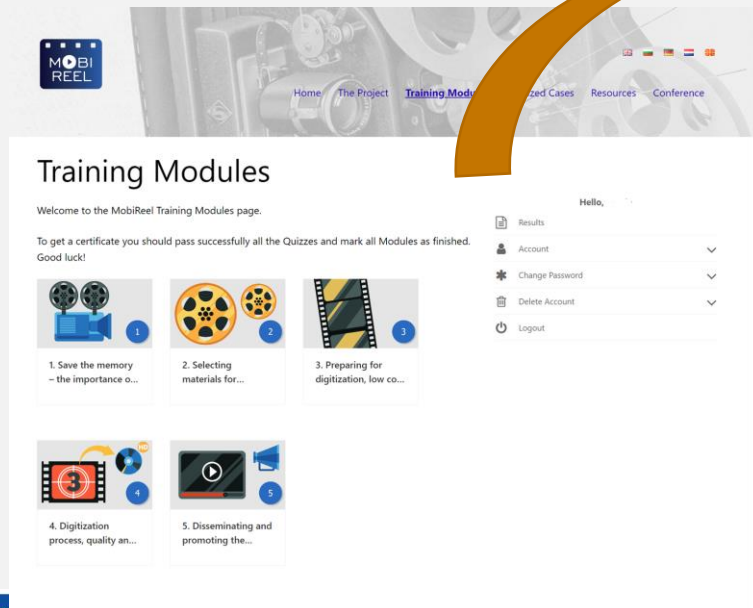 MOBI
REEL
Home The Project Training Modu zed Cases Resources Conference
Training Modules
Welcome to the MobiReel Training Modules page.
To get a certificate you should pass successfully all the Quizzes and mark all Modules as finished.
Good luck!
Hello,
Results
Account
Change Password
Delete Account
Logout
1
2
3
1. Save the memory
– the importance o...
2. Selecting
materials for...
3. Preparing for
digitization, low co...
3
HD
4
5
4. Digitization
process, quality an...
5. Disseminating and
promoting the...